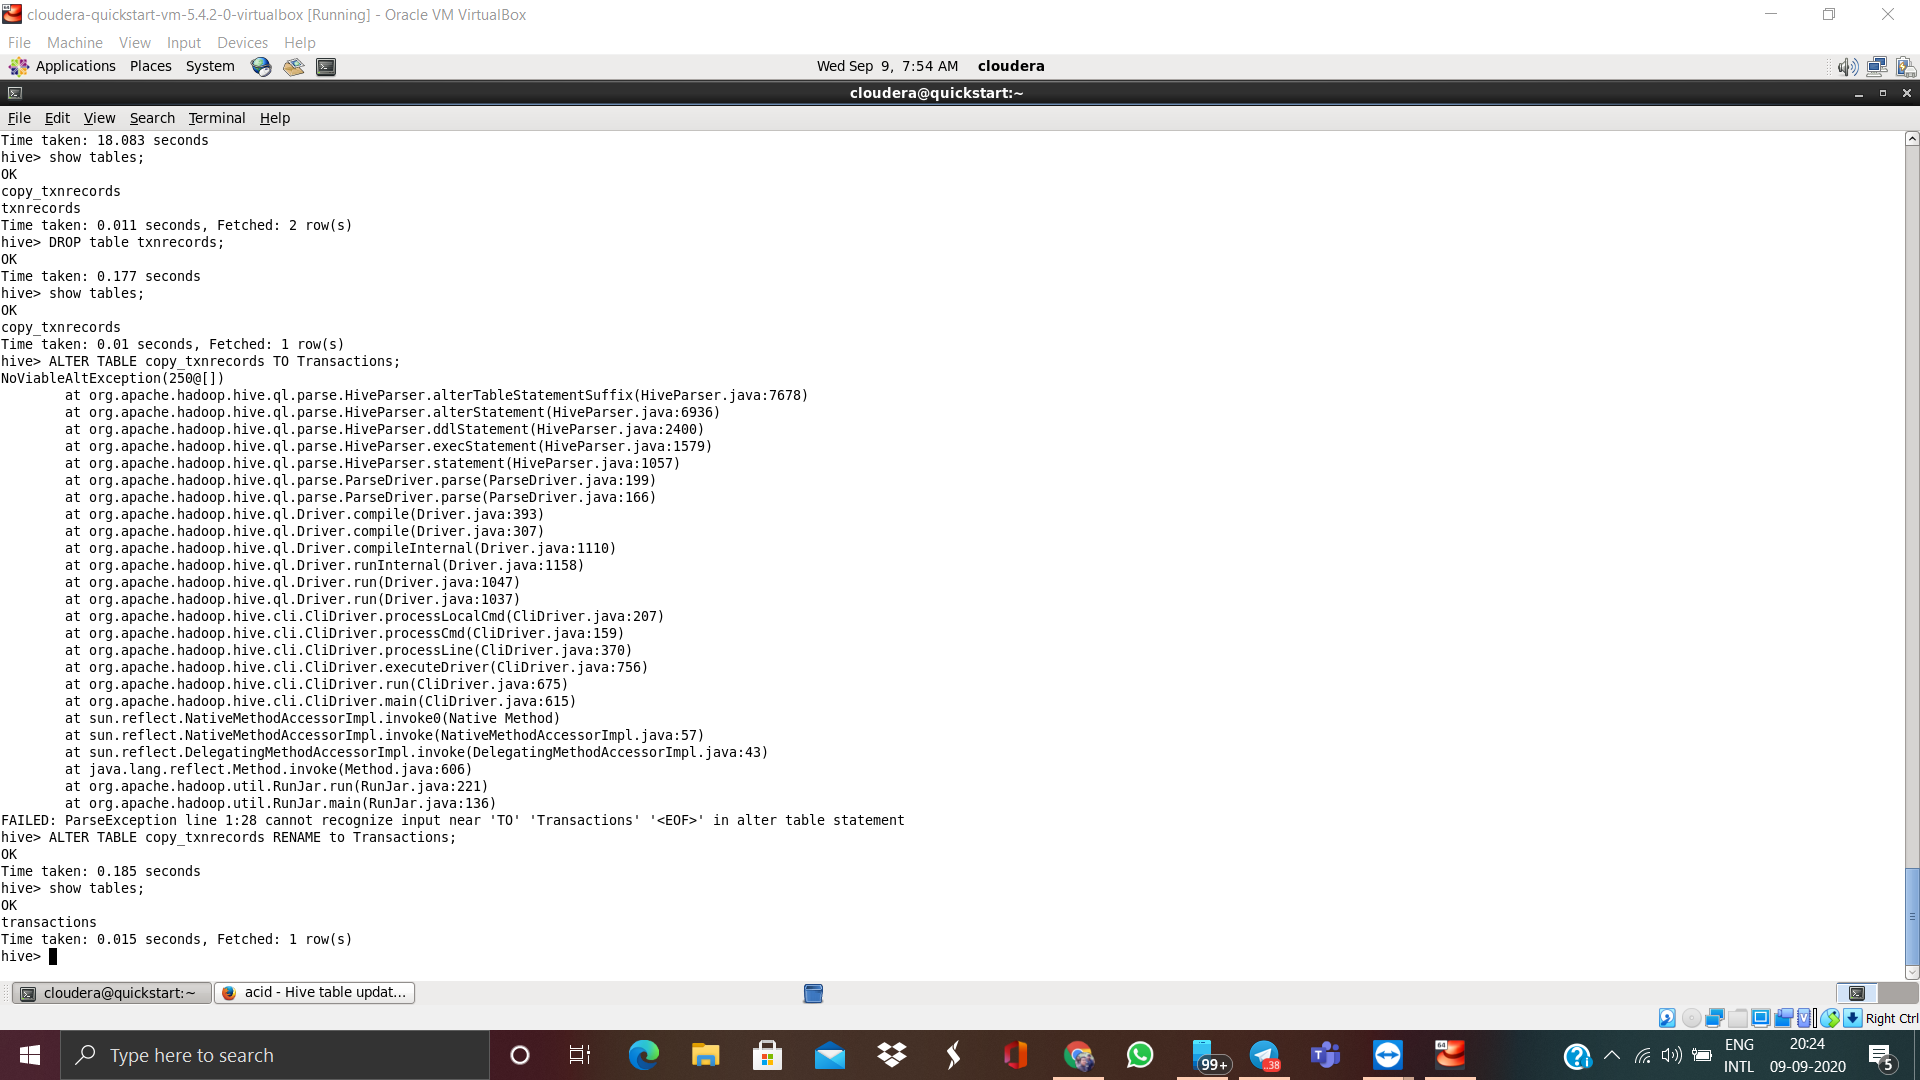 cloudera-quickstart-vm-5.4.2-0-virtualbox [Running] - Oracle VM VirtualBox
File Machine View Input Devices Help
Applications Places System Wed Sep 9, 7:54 AM cloudera
cloudera@quickstart:~
File Edit View Search Terminal Help
Time taken: 18.083 seconds
hive> show tables;
OK
copy_txnrecords
txnrecords
Time taken: 0.011 seconds, Fetched: 2 row(s)
hive> DROP table txnrecords;
OK
Time taken: 0.177 seconds
hive> show tables;
OK
copy_txnrecords
Time taken: 0.01 seconds, Fetched: 1 row(s)
hive> ALTER TABLE copy_txnrecords TO Transactions;
NoViableAltException(250@[])
at org.apache.hadoop.hive.ql.parse.HiveParser.alterTableStatementSuffix(HiveParser.java:7678)
at org.apache.hadoop.hive.ql.parse.HiveParser.alterStatement(HiveParser.java:6936)
at org.apache.hadoop.hive.ql.parse.HiveParser.ddlStatement(HiveParser.java:2400)
at org.apache.hadoop.hive.ql.parse.HiveParser.execStatement(HiveParser.java:1579)
at org.apache.hadoop.hive.ql.parse.HiveParser.statement(HiveParser.java:1057)
at org.apache.hadoop.hive.ql.parse.ParseDriver.parse(ParseDriver.java:199)
at org.apache.hadoop.hive.ql.parse.ParseDriver.parse(ParseDriver.java:166)
at org.apache.hadoop.hive.ql.Driver.compile(Driver.java:393)
at org.apache.hadoop.hive.ql.Driver.compile(Driver.java:307)
at org.apache.hadoop.hive.ql.Driver.compileInternal(Driver.java:1110)
at org.apache.hadoop.hive.ql.Driver.runInternal(Driver.java:1158)
at org.apache.hadoop.hive.ql.Driver.run(Driver.java:1047)
at org.apache.hadoop.hive.ql.Driver.run(Driver.java:1037)
at org.apache.hadoop.hive.cli.CliDriver.processLocalCmd(CliDriver.java:207)
at org.apache.hadoop.hive.cli.CliDriver.processCmd(CliDriver.java:159)
at org.apache.hadoop.hive.cli.CliDriver.processLine(CliDriver.java:370)
at org.apache.hadoop.hive.cli.CliDriver.executeDriver(CliDriver.java:756)
at org.apache.hadoop.hive.cli.CliDriver.run(CliDriver.java:675)
at org.apache.hadoop.hive.cli.CliDriver.main(CliDriver.java:615)
at sun.reflect.NativeMethodAccessorImpl.invoke0(Native Method)
at sun.reflect.NativeMethodAccessorImpl.invoke(NativeMethodAccessorImpl.java:57)
at sun.reflect.DelegatingMethodAccessorImpl.invoke(DelegatingMethodAccessorImpl.java:43)
at java.lang.reflect.Method.invoke(Method.java:606)
at org.apache.hadoop.util.RunJar.run(RunJar.java:221)
at org.apache.hadoop.util.RunJar.main(RunJar.java:136)
FAILED: ParseException line 1:28 cannot recognize input near 'TO' 'Transactions' '<EOF>' in alter table statement
hive> ALTER TABLE copy_txnrecords RENAME to Transactions;
OK
Time taken: 0.185 seconds
hive> show tables;
OK
transactions
Time taken: 0.015 seconds, Fetched: 1 row(s)
hive>
cloudera@quickstart:~ acid - Hive table updat...
Right Ctrl
Type here to search
99+
38
64
ENG
INTL
20:24
09-09-2020
5